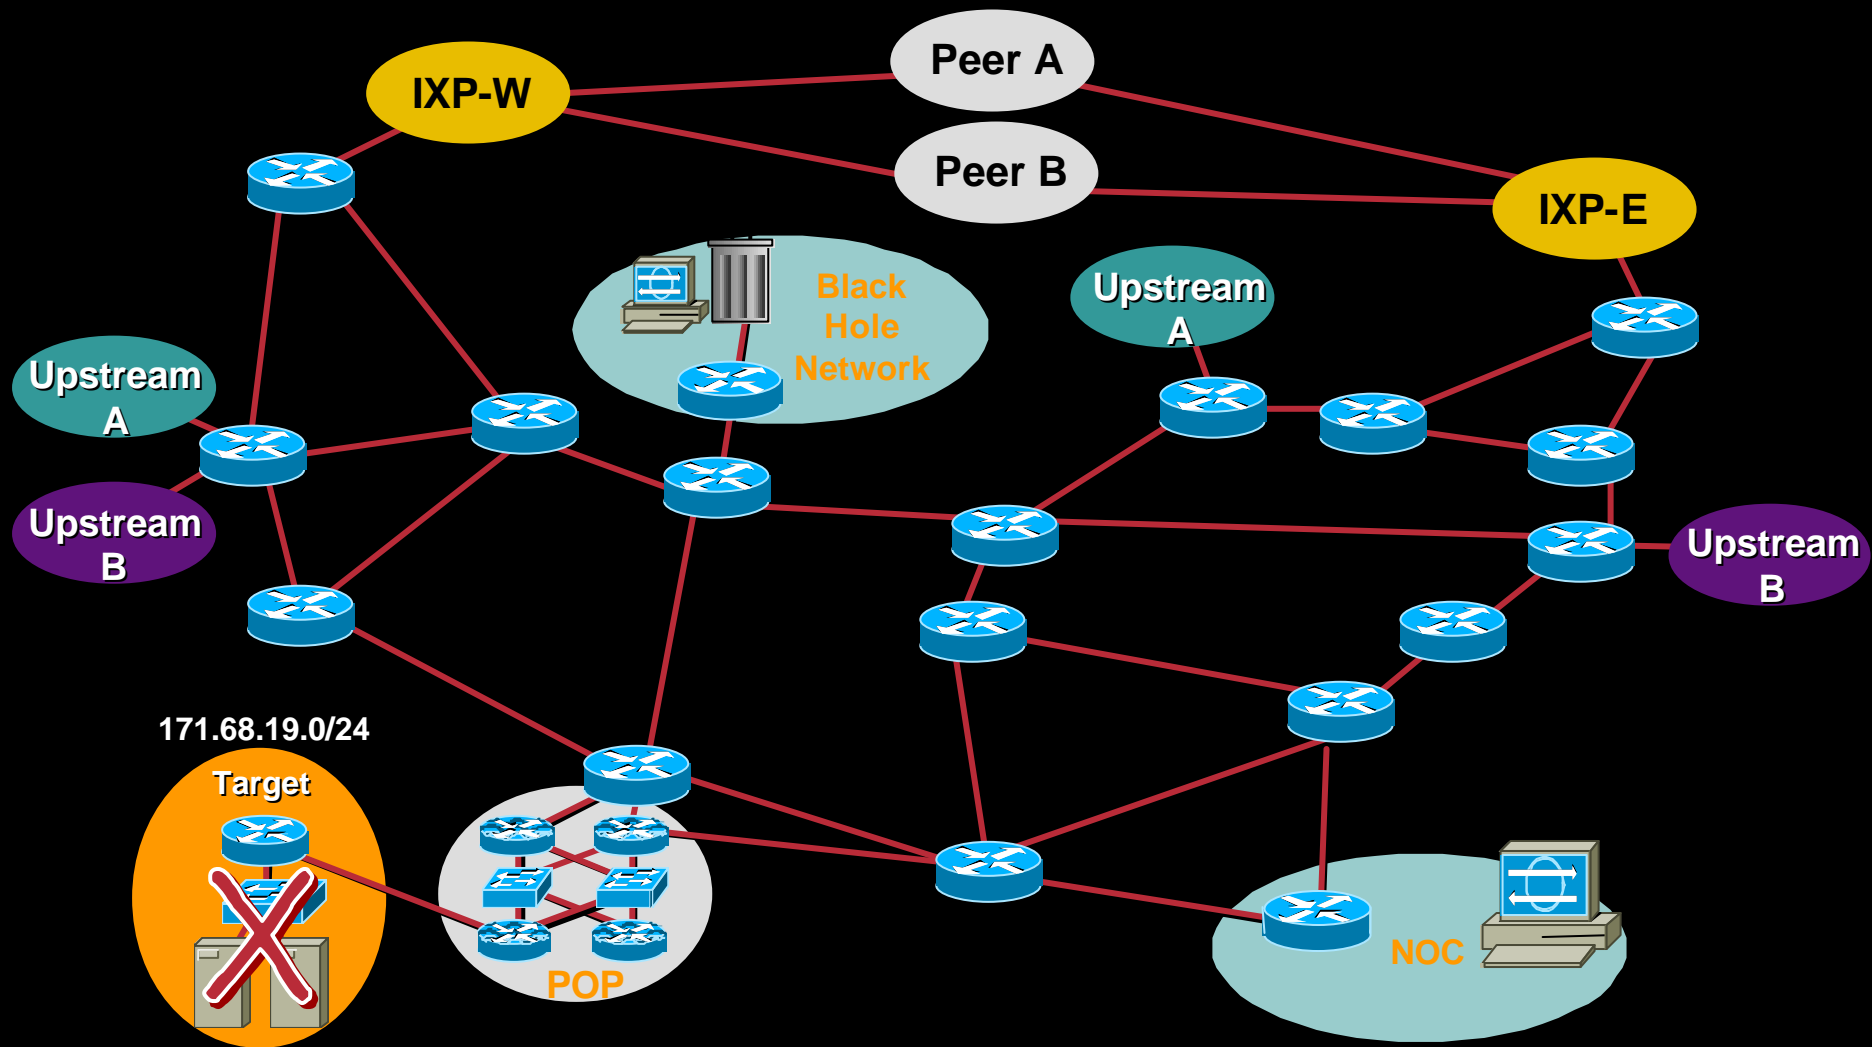 Peer A
IXP-W
Peer B
IXP-E
Black
Hole
Network
Upstream
A
Upstream
A
Upstream
B
Upstream
B
171.68.19.0/24
Target
POP
NOC